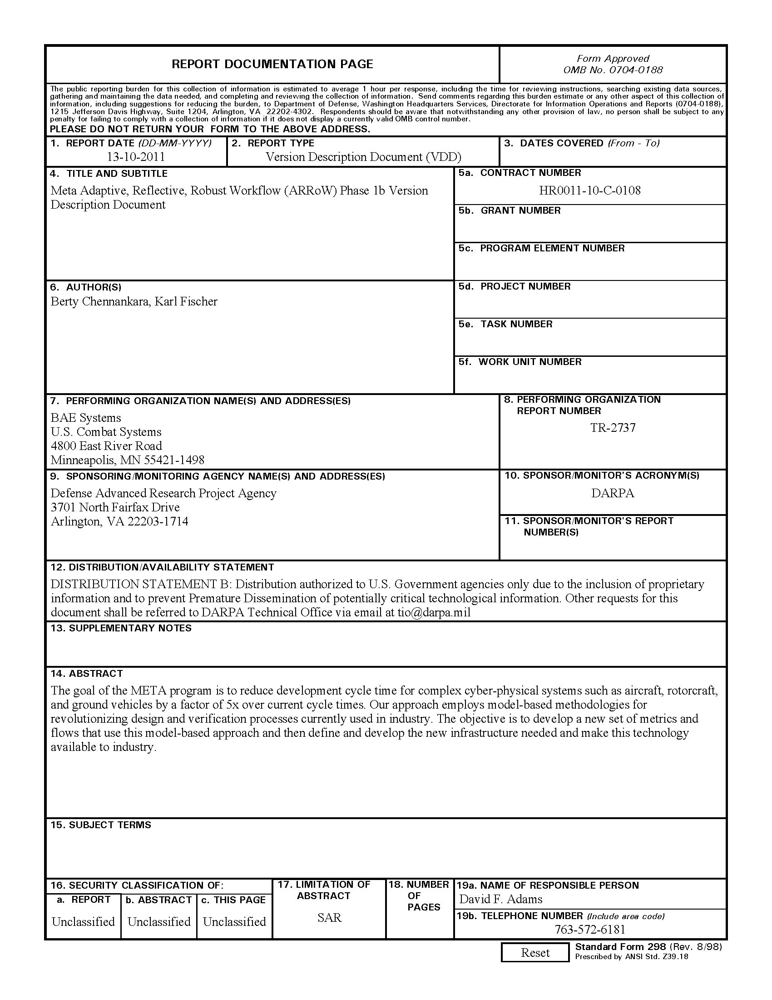 REPORT DOCUMENTATION PAGE
Form Approved
OMB No. 0704-0188
The public reporting burden for this collection of information is estimated to average 1 hour per response, including the time for reviewing instructions, searching existing data sources,
gathering and maintaining the data needed, and completing and reviewing the collection of information. Send comments regarding this burden estimate or any other aspect of this collection of
information, including suggestions for reducing the burden, to Department of Defense, Washington Headquarters Services, Directorate for Information Operations and Reports (0704-0188),
1215 Jefferson Davis Highway, Suite 1204, Arlington, VA 22202-4302. Respondents should be aware that notwithstanding any other provision of law, no person shall be subject to any
penalty for failing to comply with a collection of information if it does not display a currently valid OMB control number.
PLEASE DO NOT RETURN YOUR FORM TO THE ABOVE ADDRESS.
1. REPORT DATE (DD-MM-YYYY)
13-10-2011
2. REPORT TYPE
Version Description Document (VDD)
3. DATES COVERED (From - To)
4. TITLE AND SUBTITLE
Meta Adaptive, Reflective, Robust Workflow (ARRoW) Phase 1b Version
Description Document
5a. CONTRACT NUMBER
HR0011-10-C-0108
5b. GRANT NUMBER
5c. PROGRAM ELEMENT NUMBER
6. AUTHOR(S)
Berty Chennankara, Karl Fischer
5d. PROJECT NUMBER
5e. TASK NUMBER
5f. WORK UNIT NUMBER
7. PERFORMING ORGANIZATION NAME(S) AND ADDRESS(ES)
BAE Systems
U.S. Combat Systems
4800 East River Road
Minneapolis, MN 55421-1498
8. PERFORMING ORGANIZATION
REPORT NUMBER
TR-2737
9. SPONSORING/MONITORING AGENCY NAME(S) AND ADDRESS(ES)
Defense Advanced Research Project Agency
3701 North Fairfax Drive
Arlington, VA 22203-1714
10. SPONSOR/MONITOR'S ACRONYM(S)
DARPA
11. SPONSOR/MONITOR'S REPORT
NUMBER(S)
12. DISTRIBUTION/AVAILABILITY STATEMENT
DISTRIBUTION STATEMENT B: Distribution authorized to U.S. Government agencies only due to the inclusion of proprietary
information and to prevent Premature Dissemination of potentially critical technological information. Other requests for this
document shall be referred to DARPA Technical Office via email at tio@darpa.mil
13. SUPPLEMENTARY NOTES
14. ABSTRACT
The goal of the META program is to reduce development cycle time for complex cyber-physical systems such as aircraft, rotorcraft,
and ground vehicles by a factor of 5x over current cycle times. Our approach employs model-based methodologies for
revolutionizing design and verification processes currently used in industry. The objective is to develop a new set of metrics and
flows that use this model-based approach and then define and develop the new infrastructure needed and make this technology
available to industry.
15. SUBJECT TERMS
16. SECURITY CLASSIFICATION OF:
a. REPORT
Unclassified
b. ABSTRACT
Unclassified
c. THIS PAGE
Unclassified
17. LIMITATION OF
ABSTRACT
SAR
18. NUMBER
OF
PAGES
19a. NAME OF RESPONSIBLE PERSON
David F. Adams
19b. TELEPHONE NUMBER (Include area code)
763-572-6181
Reset
Standard Form 298 (Rev. 8/98)
Prescribed by ANSI Std. Z39.18